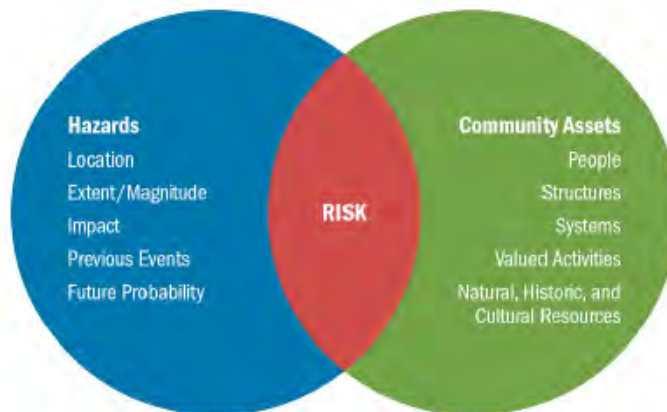 Hazards
Location
Extent/Magnitude
Impact
Previous Events
Future Probability
RISK
Community Assets
People
Structures
Systems
Valued Activities
Natural, Historic, and
Cultural Resources